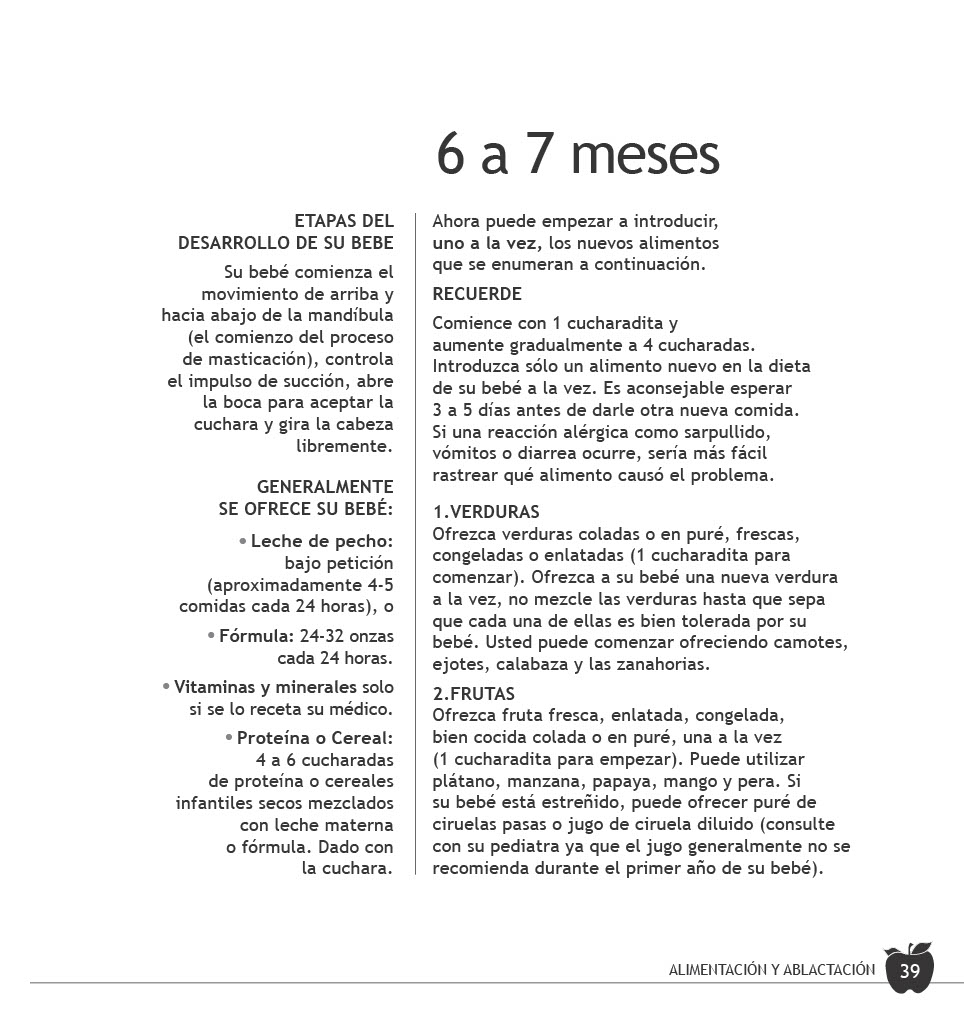 6 a 7 meses
ETAPAS DEL
DESARROLLO DE SU BEBE
Su bebé comienza el
movimiento de arriba y
hacia abajo de la mandíbula
(el comienzo del proceso
de masticación), controla
el impulso de succión, abre
la boca para aceptar la
cuchara y gira la cabeza
libremente.
GENERALMENTE
SE OFRECE SU BEBÉ:
• Leche de pecho:
bajo petición
(aproximadamente 4-5
comidas cada 24 horas), o
• Fórmula: 24-32 onzas
cada 24 horas.
• Vitaminas y minerales solo
si se lo receta su médico.
• Proteína o Cereal:
4 a 6 cucharadas
de proteína o cereales
infantiles secos mezclados
con leche materna
o fórmula. Dado con
la cuchara.
Ahora puede empezar a introducir,
uno a la vez, los nuevos alimentos
que se enumeran a continuación.
RECUERDE
Comience con 1 cucharadita y
aumente gradualmente a 4 cucharadas.
Introduzca sólo un alimento nuevo en la dieta
de su bebé a la vez. Es aconsejable esperar
3 a 5 días antes de darle otra nueva comida.
Si una reacción alérgica como sarpullido,
vómitos o diarrea ocurre, sería más fácil
rastrear qué alimento causó el problema.
1.VERDURAS
Ofrezca verduras coladas o en puré, frescas,
congeladas o enlatadas (1 cucharadita para
comenzar). Ofrezca a su bebé una nueva verdura
a la vez, no mezcle las verduras hasta que sepa
que cada una de ellas es bien tolerada por su
bebé. Usted puede comenzar ofreciendo camotes,
ejotes, calabaza y las zanahorias.
2.FRUTAS
Ofrezca fruta fresca, enlatada, congelada,
bien cocida colada o en puré, una a la vez
(1 cucharadita para empezar). Puede utilizar
plátano, manzana, papaya, mango y pera. Si
su bebé está estreñido, puede ofrecer puré de
ciruelas pasas o jugo de ciruela diluido (consulte
con su pediatra ya que el jugo generalmente no se
recomienda durante el primer año de su bebé).
ALIMENTACIÓN Y ABLACTACIÓN 39